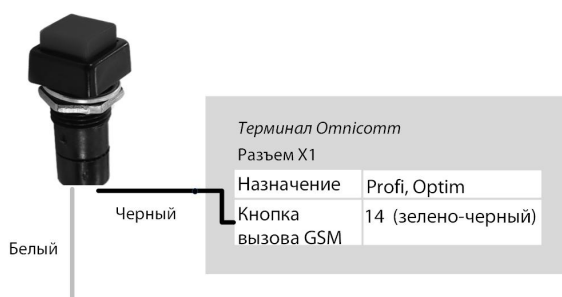 Терминал Omnicomm
Разъем X1
Назначение Profi, Optim
Черный
Кнопка 14 (зелено-черный)
вызова GSM
Белый